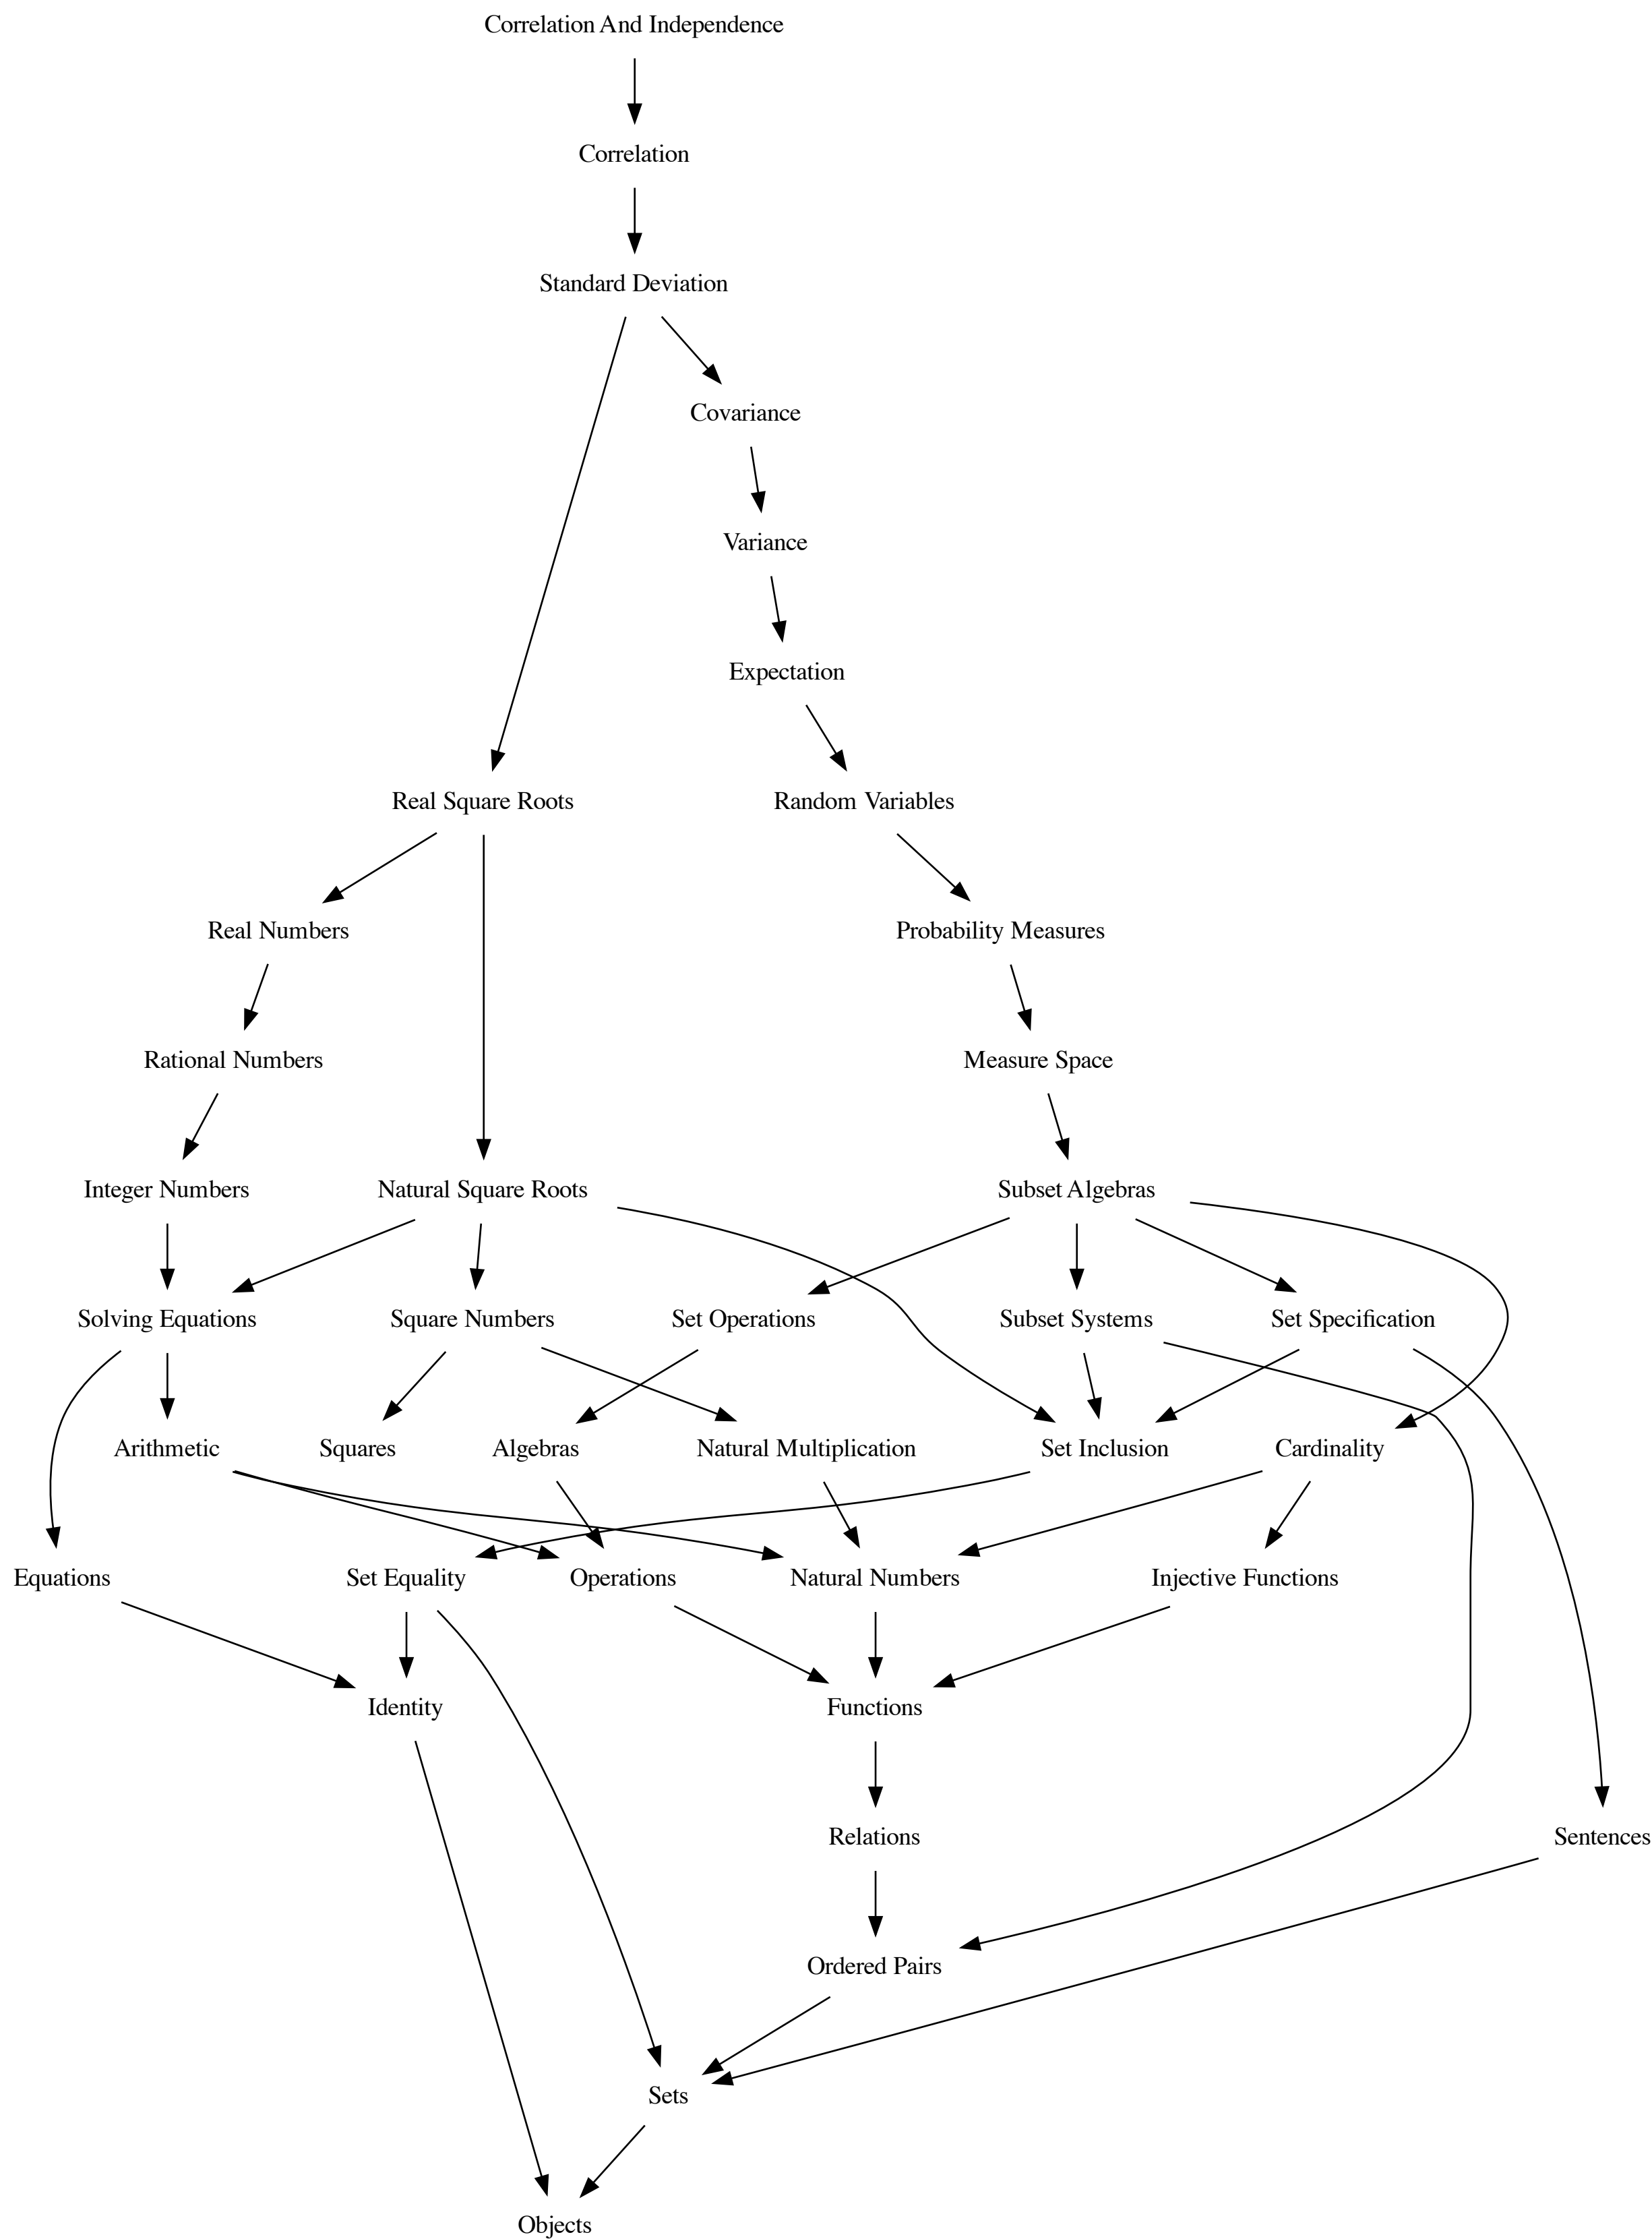 Correlation And Independence
Correlation
Standard Deviation
Covariance
Variance
Expectation
Real Square Roots
Random Variables
Real Numbers
Probability Measures
Rational Numbers
Measure Space
Integer Numbers
Natural Square Roots
Subset Algebras
Solving Equations
Square Numbers
Set Operations
Subset Systems
Set Specification
Arithmetic
Squares
Algebras
Natural Multiplication
Set Inclusion
Cardinality
Equations
Set Equality
Operations
Natural Numbers
Injective Functions
Identity
Functions
Relations
Sentences
Ordered Pairs
Sets
Objects